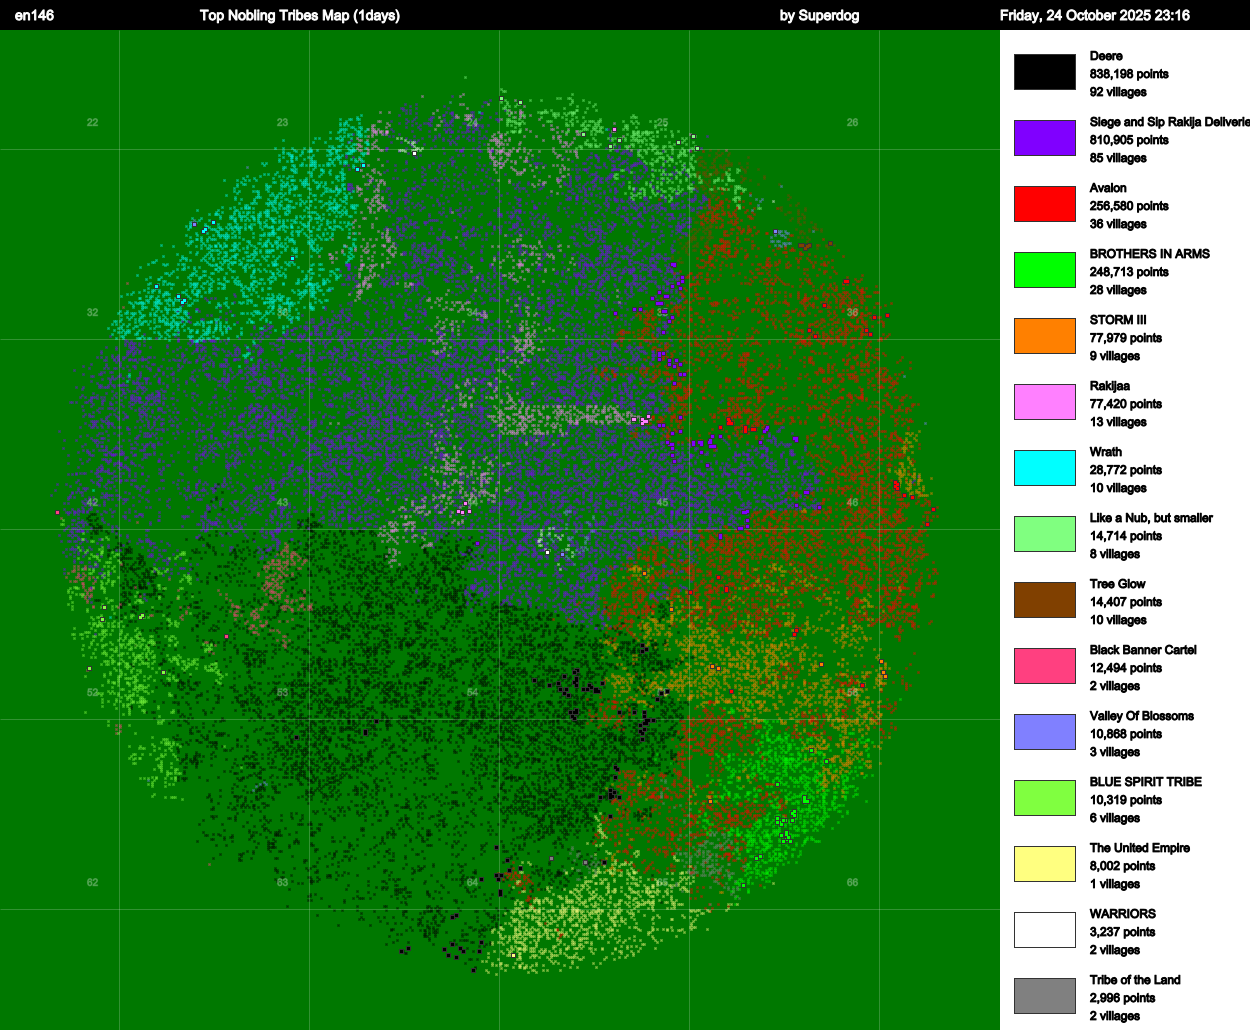 en146 Top Nobling Tribes Map (1days) by Superdog Friday, 24 October 2025 23:16
Deere
838,198 points
92 villages
Siege and Sip Rakija Deliverie
810,905 points
85 villages
Avalon
256,580 points
36 villages
BROTHERS IN ARMS
248,713 points
28 villages
STORM III
77,979 points
9 villages
Rakijaa
77,420 points
13 villages
Wrath
28,772 points
10 villages
Like a Nub, but smaller
14,714 points
8 villages
Tree Glow
14,407 points
10 villages
Black Banner Cartel
12,494 points
2 villages
Valley Of Blossoms
10,868 points
3 villages
BLUE SPIRIT TRIBE
10,319 points
6 villages
The United Empire
8,002 points
1 villages
WARRIORS
3,237 points
2 villages
Tribe of the Land
2,996 points
2 villages
22 23 24 25 26
32 33 34 36
42 43 45 46
52 53 54 56
62 63 64 65 66